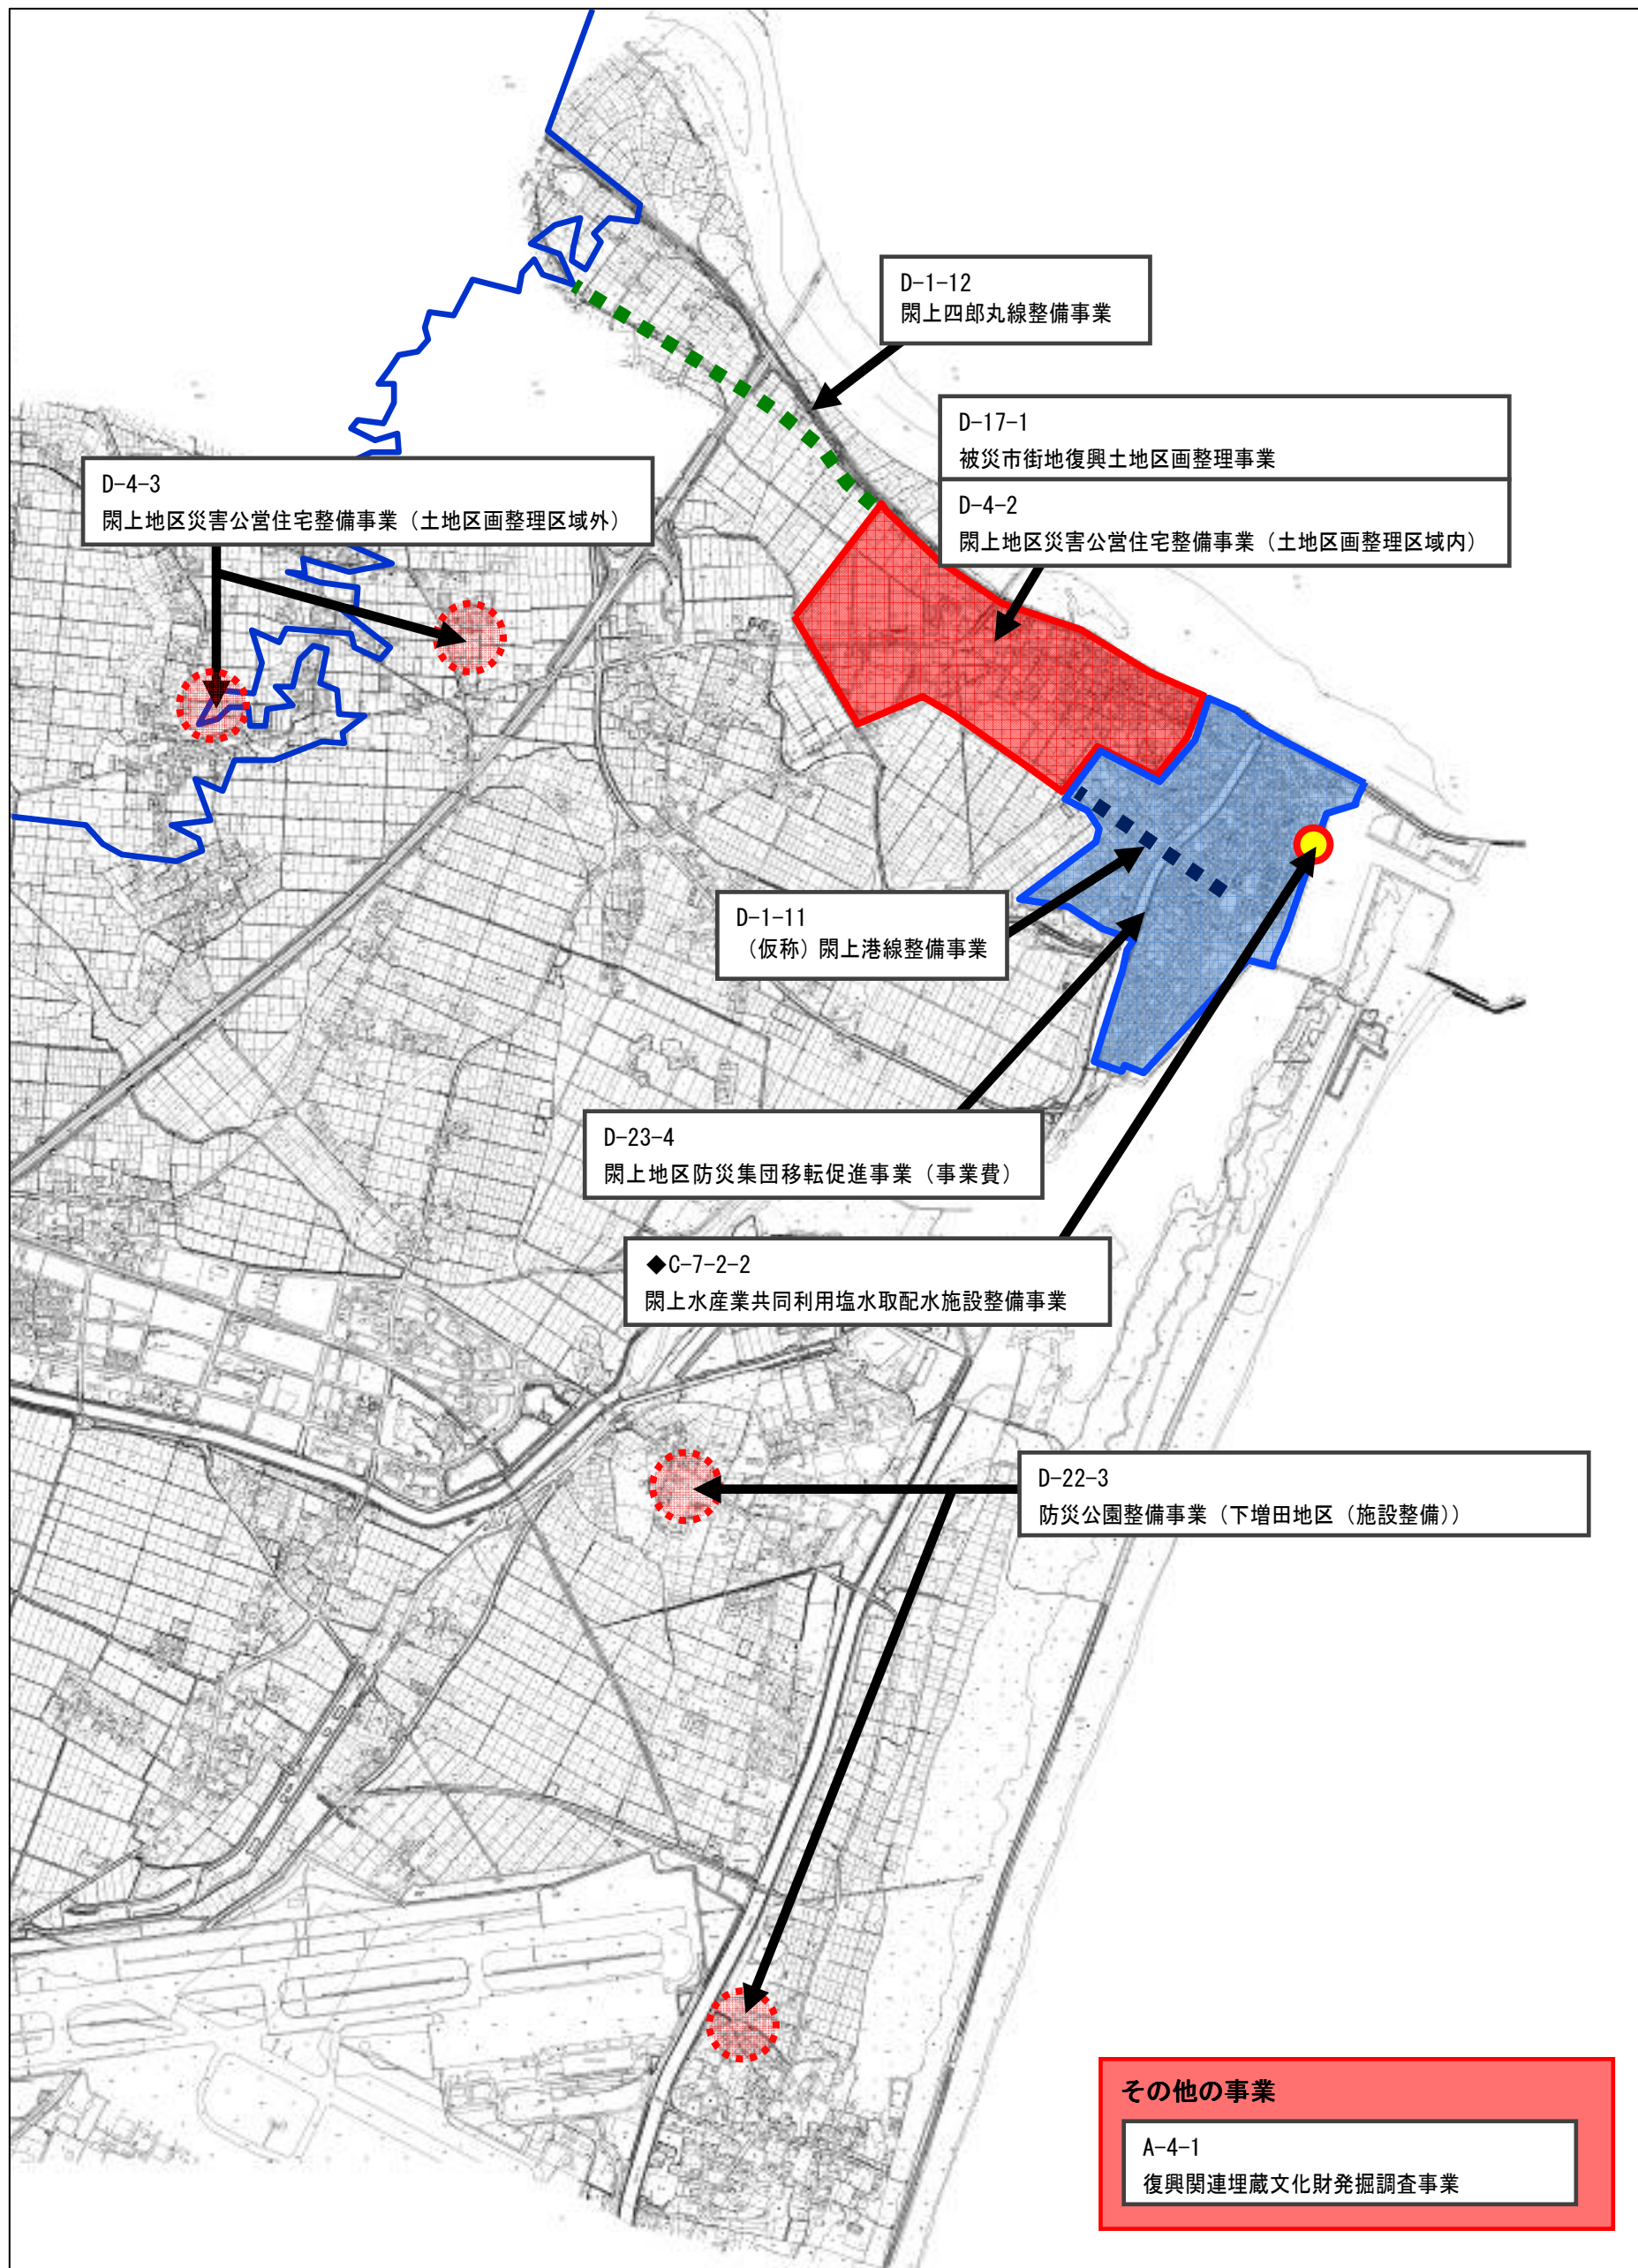 D-1-12
閖上四郎丸線整備事業
D-17-1
被災市街地復興土地区画整理事業
D-4-2
閖上地区災害公営住宅整備事業（土地区画整理区域内）
D-4-3
閖上地区災害公営住宅整備事業（土地区画整理区域外）
D-1-11
（仮称）閖上港線整備事業
D-23-4
閖上地区防災集団移転促進事業（事業費）
◆C-7-2-2
閖上水産業共同利用塩水取配水施設整備事業
D-22-3
防災公園整備事業（下増田地区（施設整備））
その他の事業
A-4-1
復興関連埋蔵文化財発掘調査事業